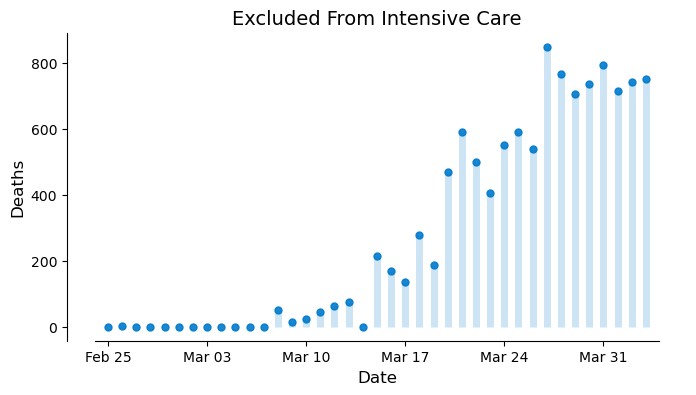 Excluded From Intensive Care
800
600
400
200
0
Deaths
Feb 25 Mar 03 Mar 10 Mar 17 Mar 24 Mar 31
Date